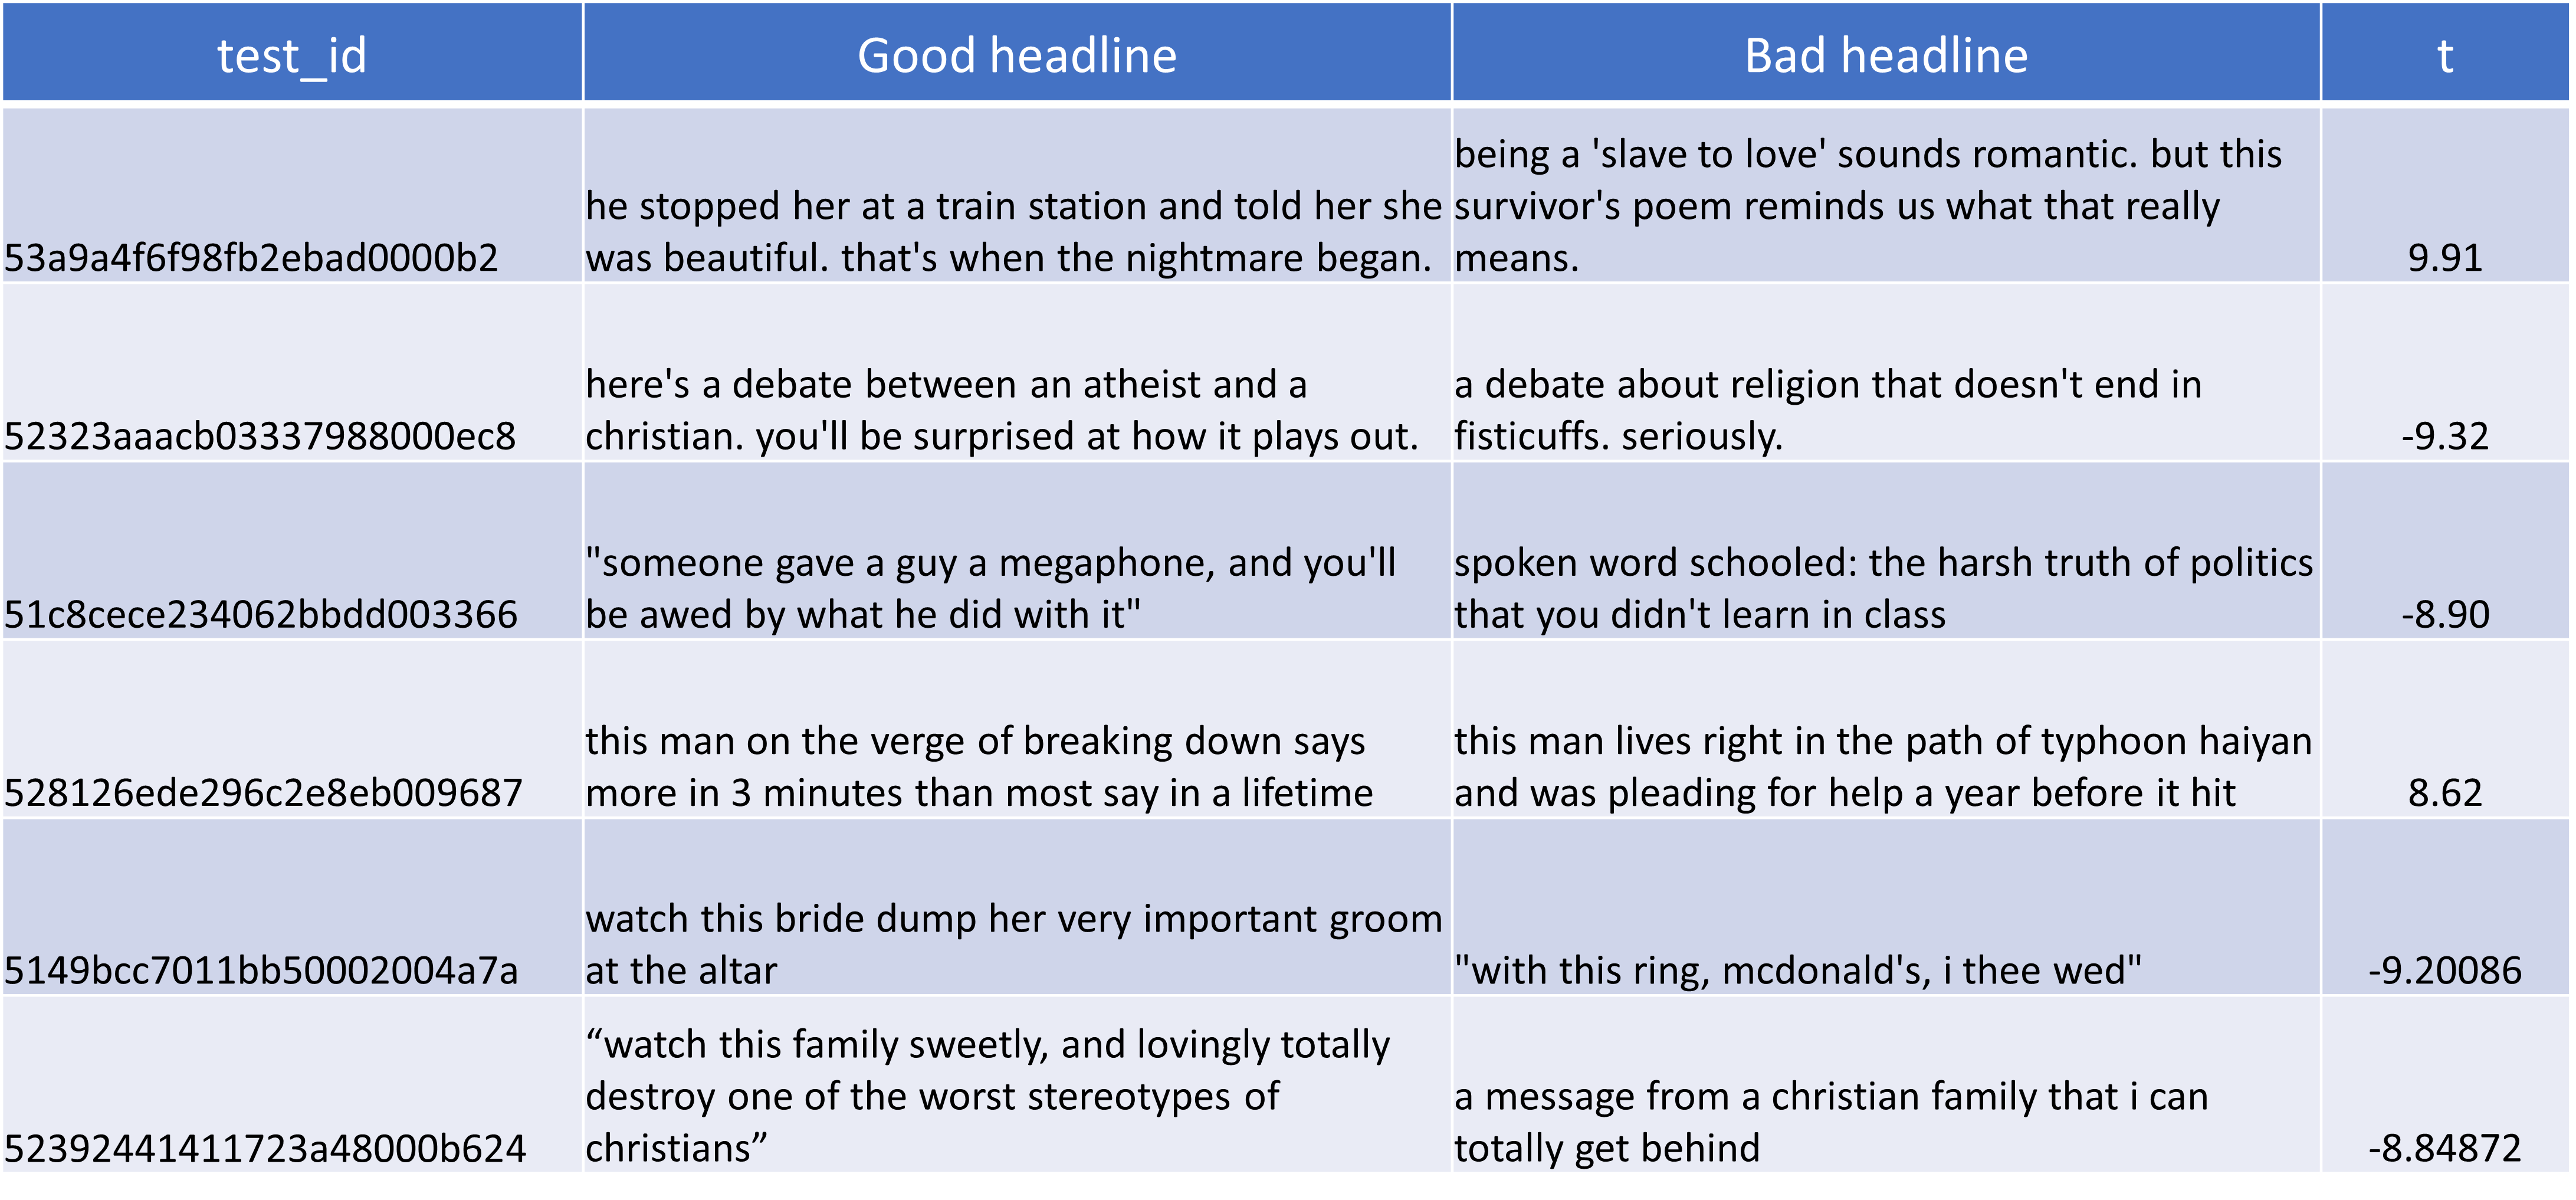 test_id Good headline Bad headline t
being a 'slave to love' sounds romantic. but this
he stopped her at a train station and told her she survivor's poem reminds us what that really
53a9a4f6f98fb2ebad0000b2 was beautiful. that's when the nightmare began. means. 9.91
here's a debate between an atheist and a a debate about religion that doesn't end in
52323aaacb03337988000ec8 christian. you'll be surprised at how it plays out. fisticuffs. seriously. -9.32
"someone gave a guy a megaphone, and you'll spoken word schooled: the harsh truth of politics
51c8cece234062bbdd003366 be awed by what he did with it" that you didn't learn in class -8.90
this man on the verge of breaking down says this man lives right in the path of typhoon haiyan
528126ede296c2e8eb009687 more in 3 minutes than most say in a lifetime and was pleading for help a year before it hit 8.62
watch this bride dump her very important groom
5149bcc7011bb50002004a7a at the altar "with this ring, mcdonald's, i thee wed" -9.20086
“watch this family sweetly, and lovingly totally
destroy one of the worst stereotypes of a message from a christian family that i can
52392441411723a48000b624 christians” totally get behind -8.84872